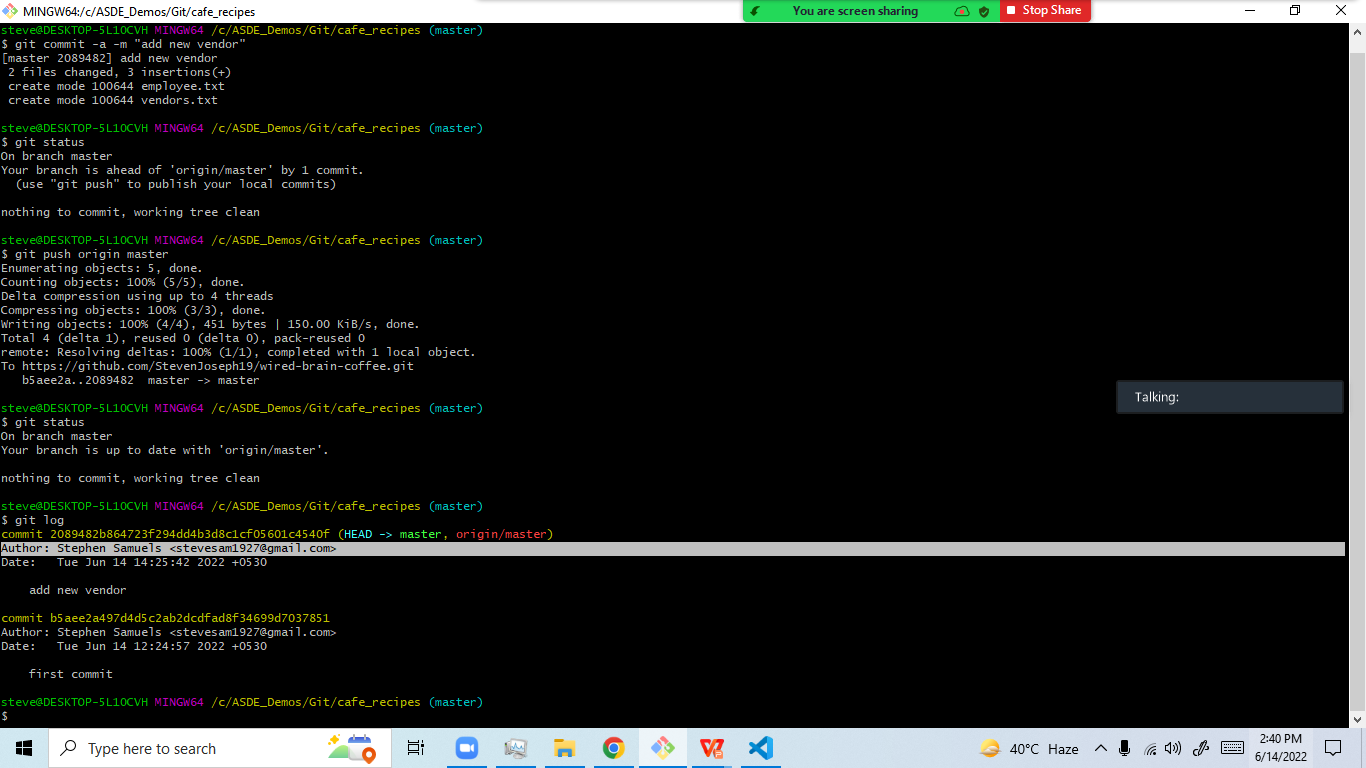 MINGW64:/c/ASDE_Demos/Git/cafe_recipes
You are screen sharing
Stop Share
steve@DESKTOP-5L1OCVH MINGW64 /c/ASDE_Demos/Git/cafe_recipes (master)
$ git commit -a -m "add new vendor"
[master 2089482] add new vendor
 2 files changed, 3 insertions(+)
 create mode 100644 employee.txt
 create mode 100644 vendors.txt
steve@DESKTOP-5L1OCVH MINGW64 /c/ASDE_Demos/Git/cafe_recipes (master)
$ git status
On branch master
Your branch is ahead of 'origin/master' by 1 commit.
  (use "git push" to publish your local commits)
nothing to commit, working tree clean
steve@DESKTOP-5L1OCVH MINGW64 /c/ASDE_Demos/Git/cafe_recipes (master)
$ git push origin master
Enumerating objects: 5, done.
Counting objects: 100% (5/5), done.
Delta compression using up to 4 threads
Compressing objects: 100% (3/3), done.
Writing objects: 100% (4/4), 451 bytes | 150.00 KiB/s, done.
Total 4 (delta 1), reused 0 (delta 0), pack-reused 0
remote: Resolving deltas: 100% (1/1), completed with 1 local object.
To https://github.com/StevenJoseph19/wired-brain-coffee.git
   b5aee2a..2089482  master -> master
steve@DESKTOP-5L1OCVH MINGW64 /c/ASDE_Demos/Git/cafe_recipes (master)
$ git status
On branch master
Your branch is up to date with 'origin/master'.
nothing to commit, working tree clean
steve@DESKTOP-5L1OCVH MINGW64 /c/ASDE_Demos/Git/cafe_recipes (master)
$ git log
commit 2089482b864723f294dd4b3d8c1cf05601c4540f (HEAD -> master, origin/master)
Author: Stephen Samuels <stevesam1927@gmail.com>
Date:   Tue Jun 14 14:25:42 2022 +0530
    add new vendor
commit b5aee2a497d4d5c2ab2dcdfad8f34699d7037851
Author: Stephen Samuels <stevesam1927@gmail.com>
Date:   Tue Jun 14 12:24:57 2022 +0530
    first commit
steve@DESKTOP-5L1OCVH MINGW64 /c/ASDE_Demos/Git/cafe_recipes (master)
$
Talking:
Type here to search
40°C Haze
2:40 PM
6/14/2022